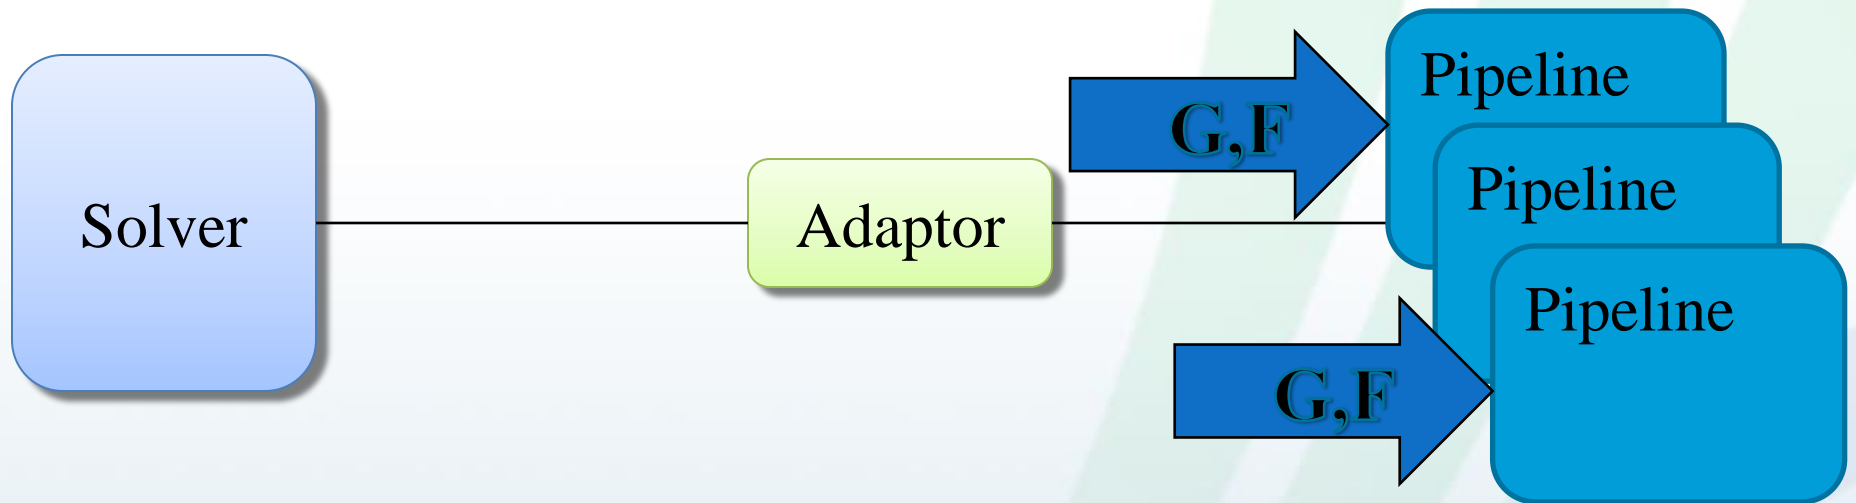 Solver
Adaptor
G,F
Pipeline
Pipeline
Pipeline
G,F